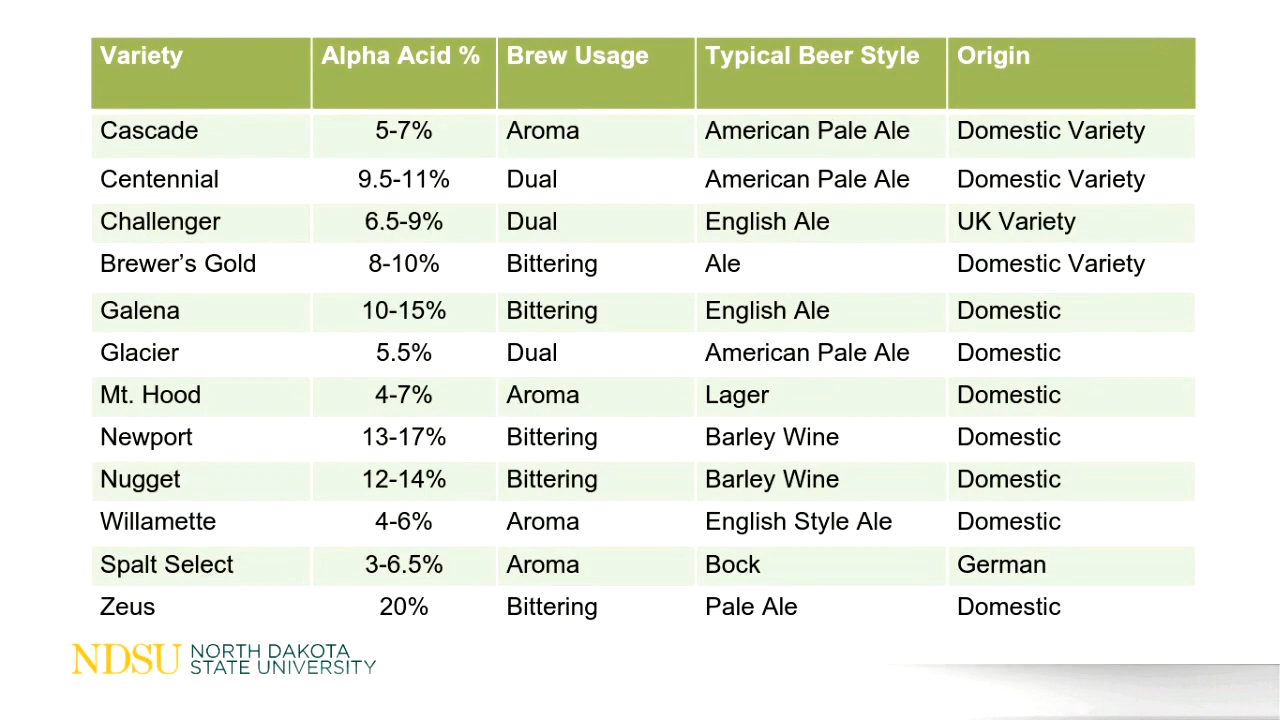 Variety Alpha Acid % Brew Usage Typical Beer Style Origin
Cascade 5-7% Aroma American Pale Ale Domestic Variety
Centennial 9.5-11% Dual American Pale Ale Domestic Variety
Challenger 6.5-9% Dual English Ale UK Variety
Brewer’s Gold 8-10% Bittering Ale Domestic Variety
Galena 10-15% Bittering English Ale Domestic
Glacier 5.5% Dual American Pale Ale Domestic
Mt. Hood 4-7% Aroma Lager Domestic
Newport 13-17% Bittering Barley Wine Domestic
Nugget 12-14% Bittering Barley Wine Domestic
Willamette 4-6% Aroma English Style Ale Domestic
Spalt Select 3-6.5% Aroma Bock German
Zeus 20% Bittering Pale Ale Domestic
NDSU NORTH DAKOTA
STATE UNIVERSITY